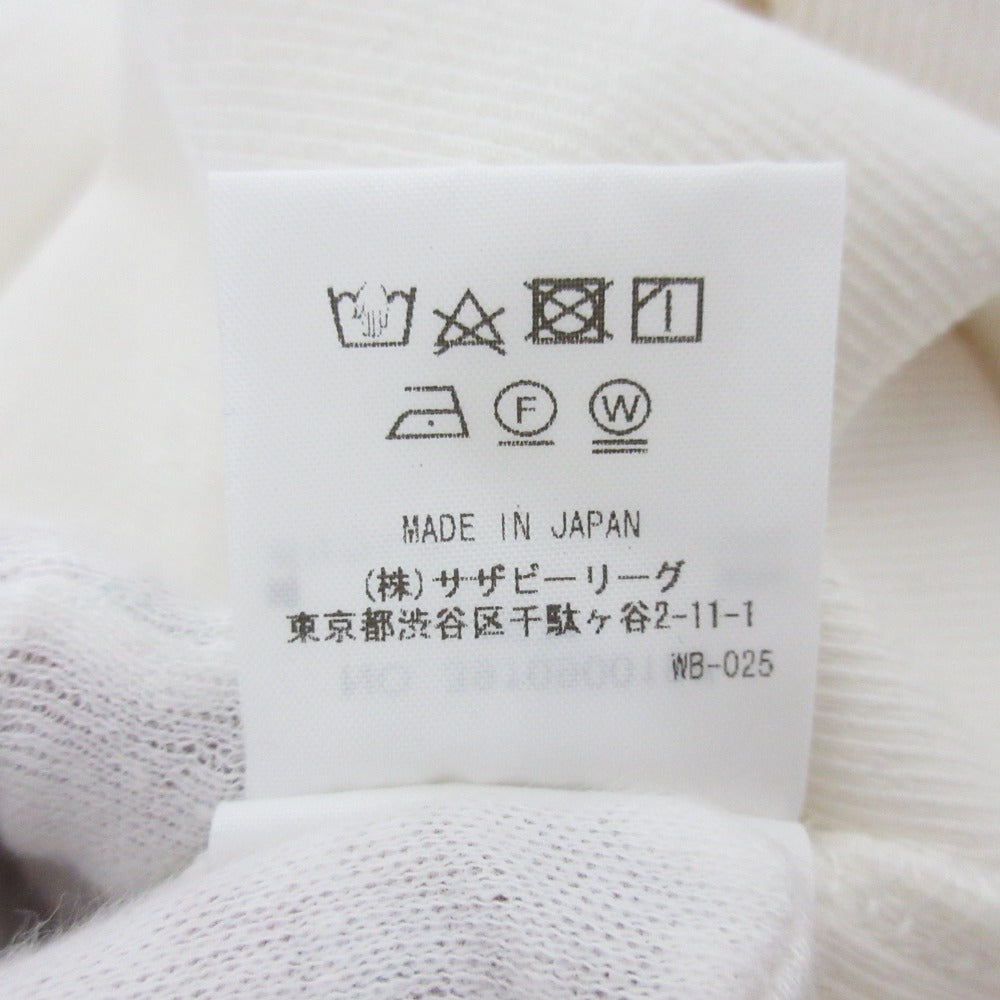 F W
MADE IN JAPAN
(株)サザビーリーグ
東京都渋谷区千駄ヶ谷2-11-1
WB-025